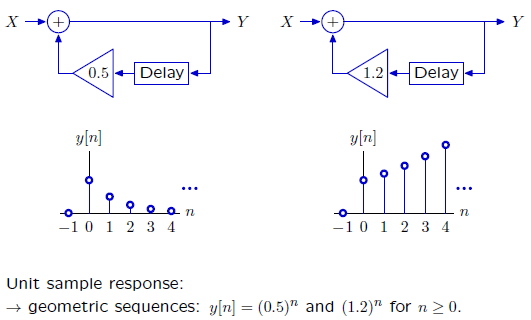 X + Y X + Y
0.5 Delay 1.2 Delay
y[n] y[n]
... n ... n
−1 0 1 2 3 4 −1 0 1 2 3 4
Unit sample response:
→ geometric sequences: y[n] = (0.5)ⁿ and (1.2)ⁿ for n ≥ 0.